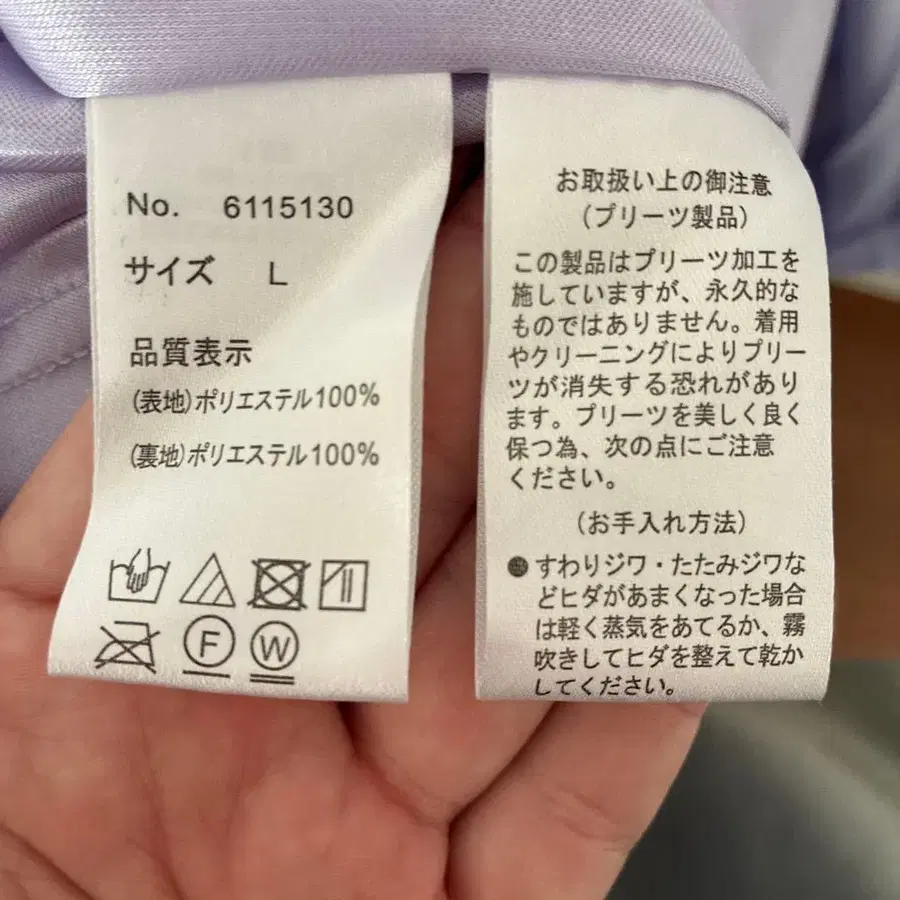 No. 6115130
サイズ L
品質表示
(表地)ポリエステル100%
(裏地)ポリエステル100%
F
W
お取扱い上の御注意
(プリーツ製品)
この製品はプリーツ加工を
施していますが、永久的な
ものではありません。着用
やクリーニングによりプリー
ツが消失する恐れがあり
ます。プリーツを美しく良く
保つ為、次の点にご注意
ください。
(お手入れ方法)
●すわりジワ・たたみジワな
どヒダがあまくなった場合
は軽く蒸気をあてるか、霧
吹きしてヒダを整えて乾か
してください。